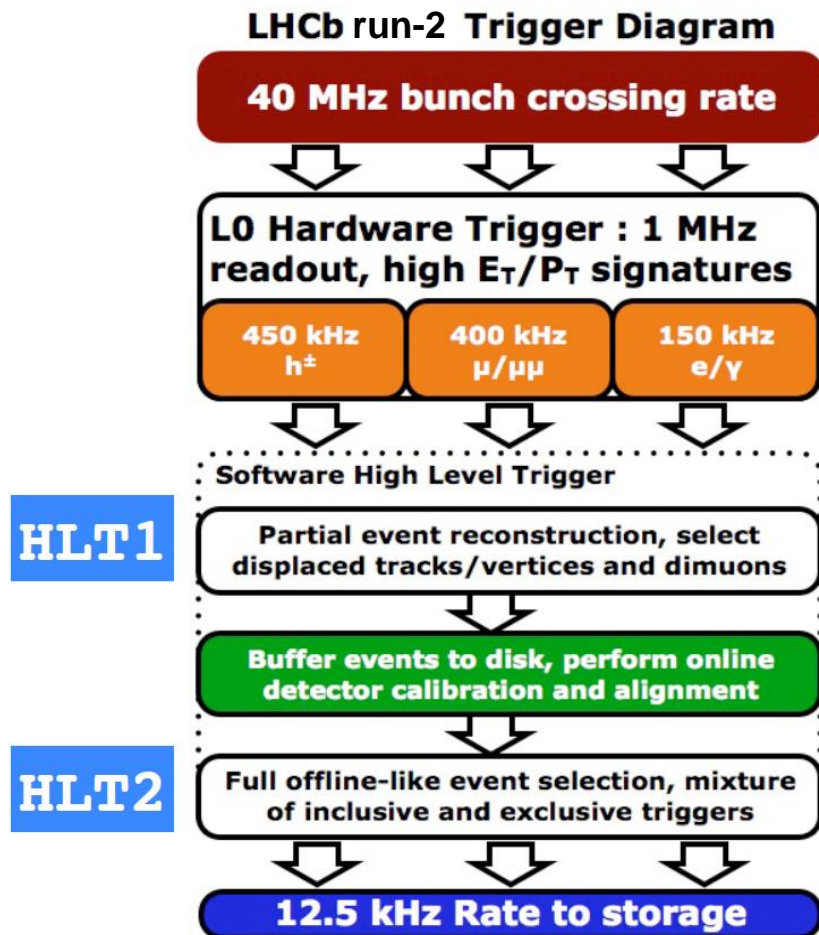 LHCb run-2 Trigger Diagram
40 MHz bunch crossing rate
L0 Hardware Trigger : 1 MHz
readout, high E_T/P_T signatures
450 kHz
h±
400 kHz
μ/μμ
150 kHz
e/γ
Software High Level Trigger
HLT1
Partial event reconstruction, select
displaced tracks/vertices and dimuons
Buffer events to disk, perform online
detector calibration and alignment
HLT2
Full offline-like event selection, mixture
of inclusive and exclusive triggers
12.5 kHz Rate to storage